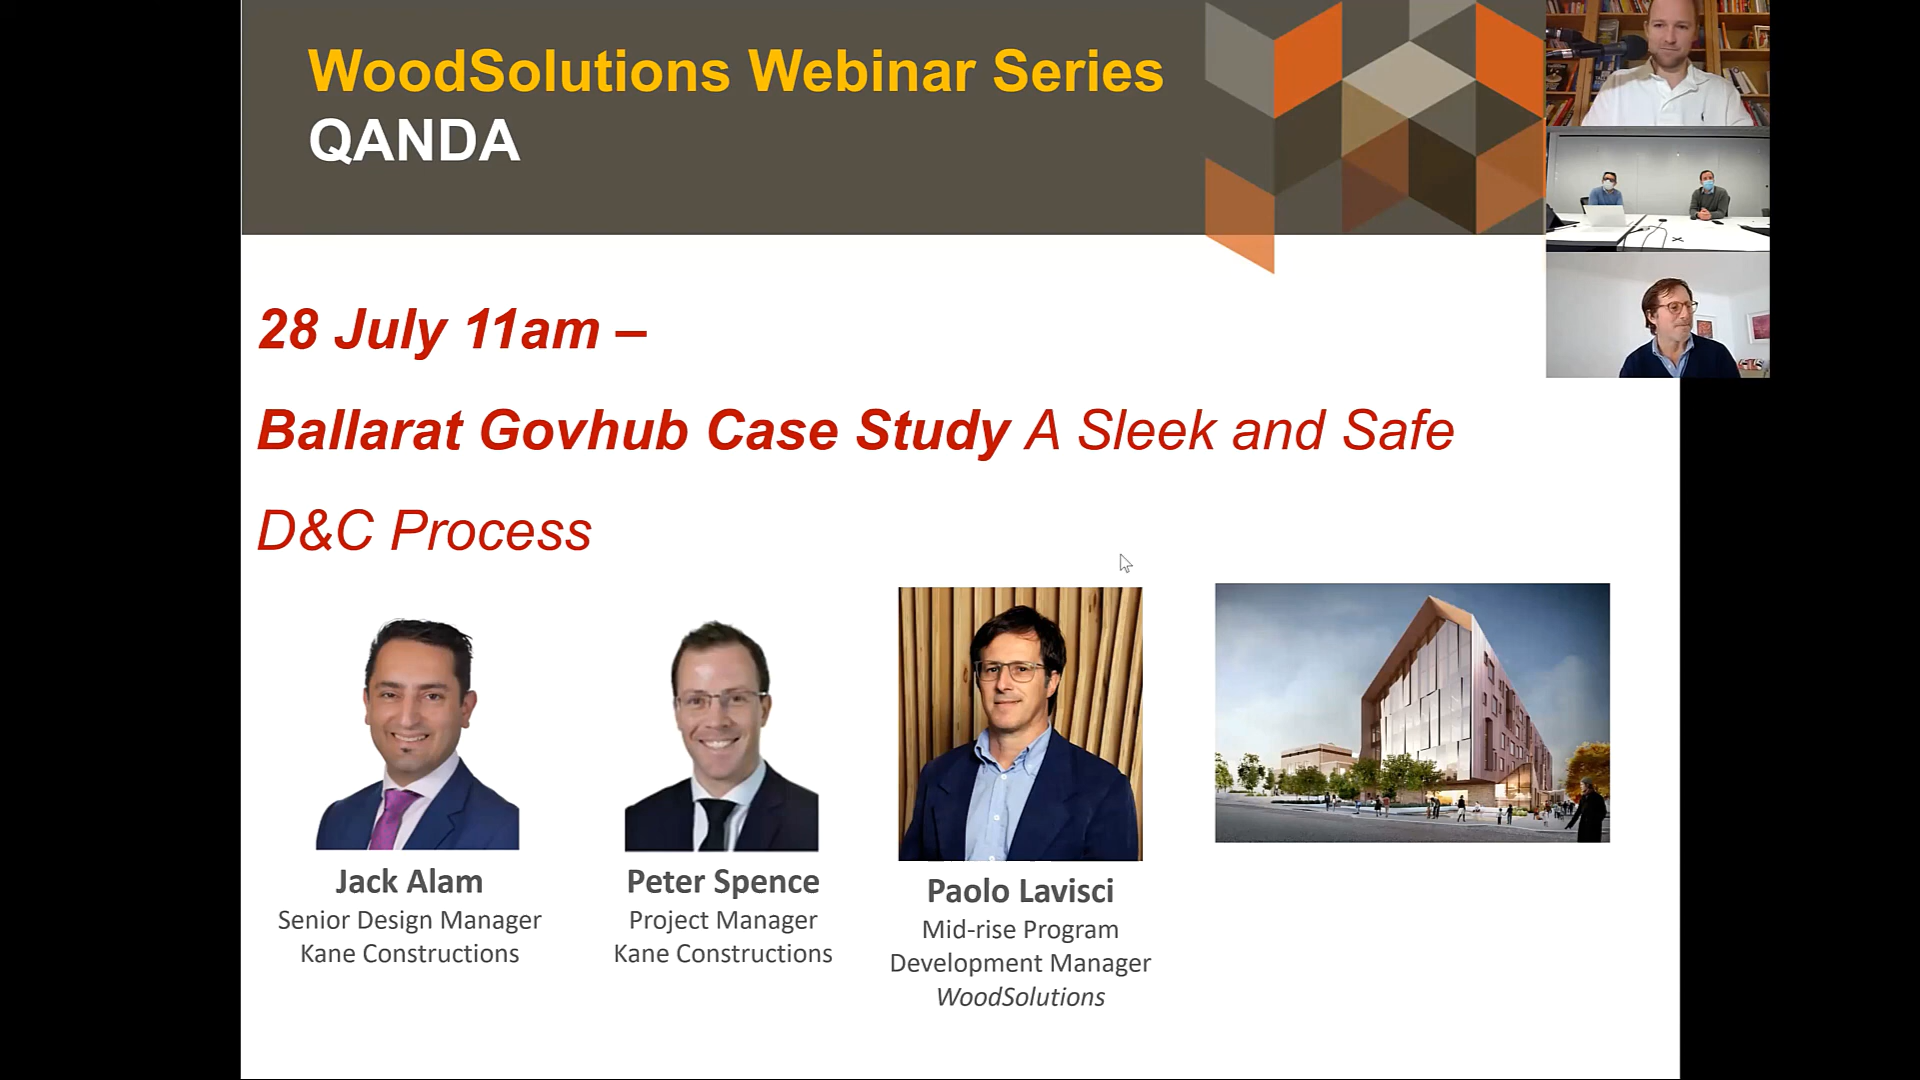 WoodSolutions Webinar Series
QANDA
28 July 11am –
Ballarat Govhub Case Study A Sleek and Safe
D&C Process
Jack Alam
Senior Design Manager
Kane Constructions
Peter Spence
Project Manager
Kane Constructions
Paolo Lavisci
Mid-rise Program
Development Manager
WoodSolutions